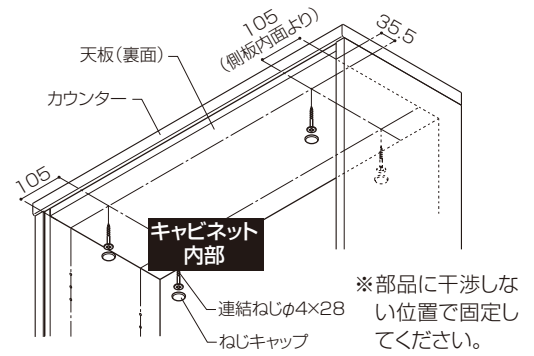 105
(側板内面より)
35.5
天板(裏面)
カウンター
105
キャビネット
内部
連結ねじφ4×28
ねじキャップ
※部品に干渉しな
い位置で固定し
てください。